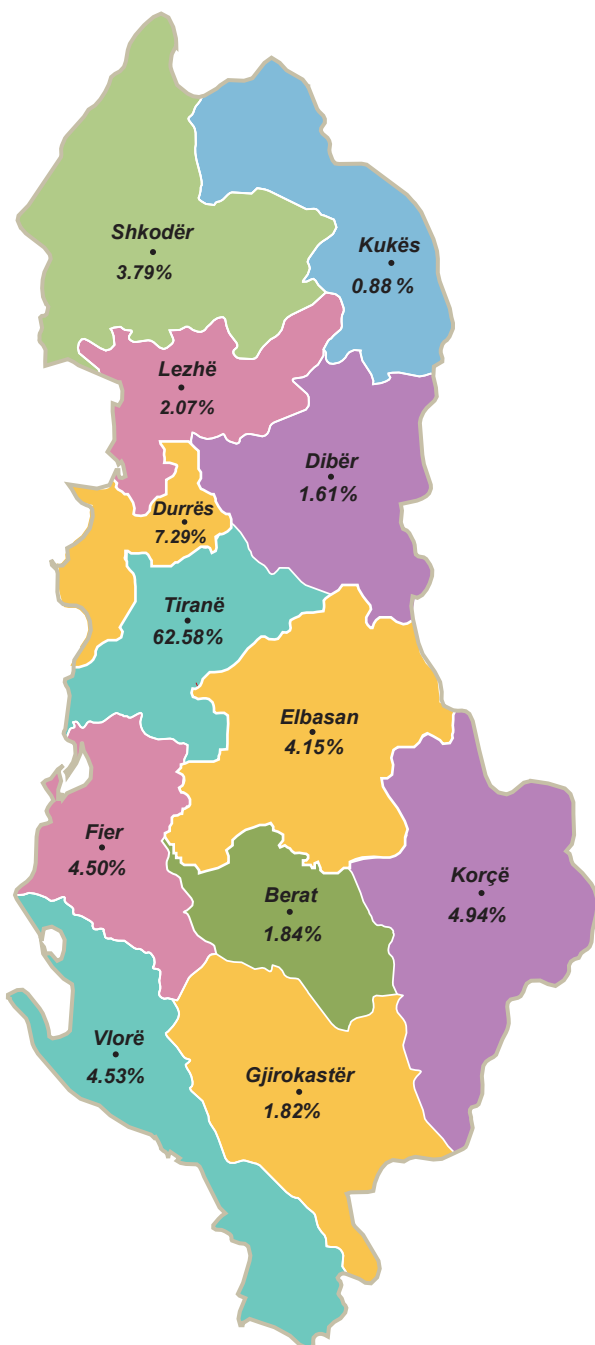 Shkodër
3.79%
Kukës
0.88 %
Lezhë
2.07%
Dibër
1.61%
Durrës
7.29%
Tiranë
62.58%
Elbasan
4.15%
Fier
4.50%
Korçë
4.94%
Berat
1.84%
Vlorë
4.53%
Gjirokastër
1.82%